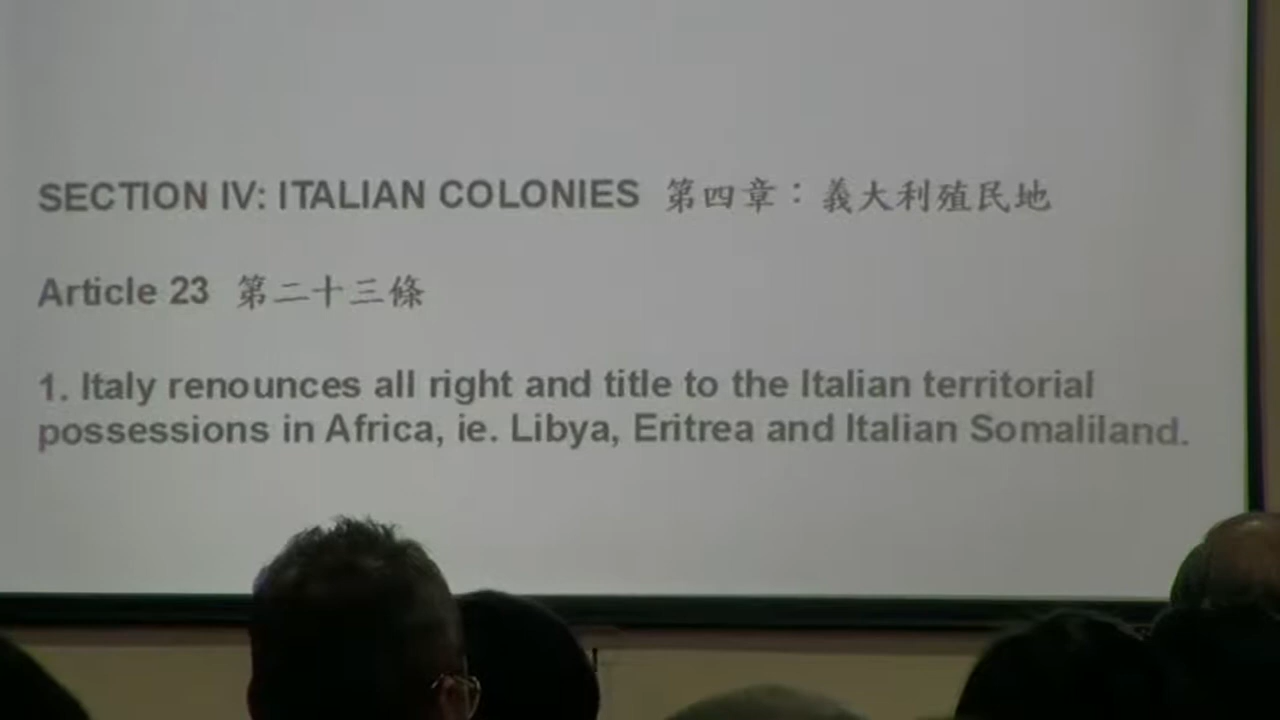 SECTION IV: ITALIAN COLONIES 第四章：義大利殖民地
Article 23 第二十三條
1. Italy renounces all right and title to the Italian territorial
possessions in Africa, ie. Libya, Eritrea and Italian Somaliland.